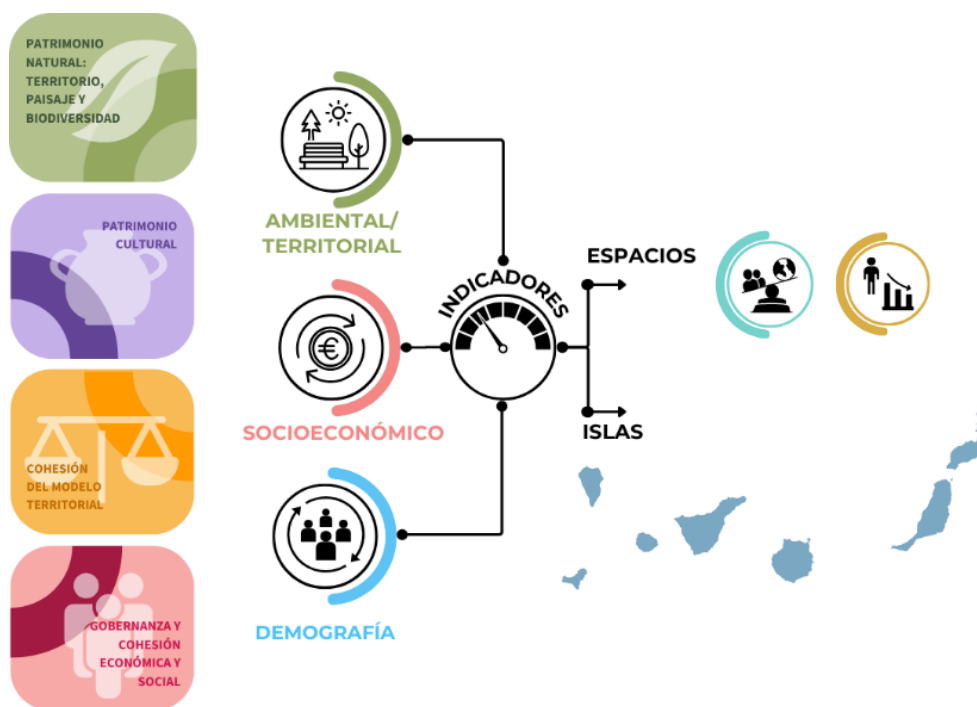 PATRIMONIO
NATURAL:
TERRITORIO,
PAISAJE Y
BIODIVERSIDAD
PATRIMONIO
CULTURAL
COHESIÓN
DEL MODELO
TERRITORIAL
GOBERNANZA Y
COHESIÓN
ECONÓMICA Y
SOCIAL
AMBIENTAL/
TERRITORIAL
€
SOCIOECONÓMICO
DEMOGRAFÍA
INDICADORES
ESPACIOS
ISLAS